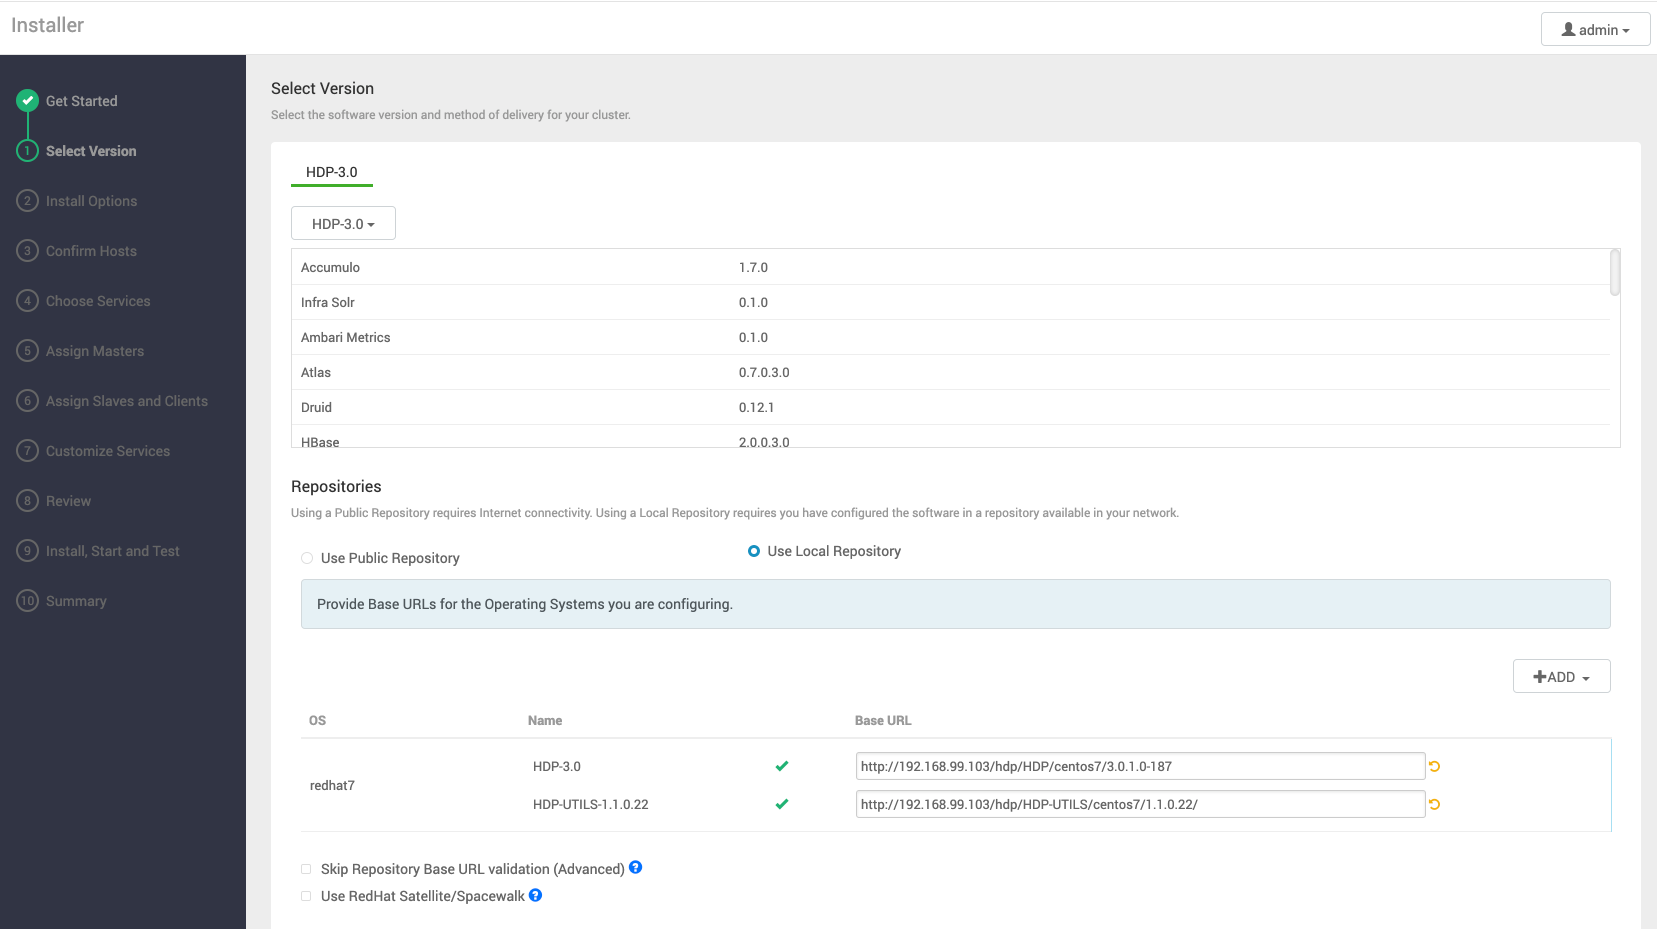 Installer
admin
Get Started
1 Select Version
2 Install Options
3 Confirm Hosts
4 Choose Services
5 Assign Masters
6 Assign Slaves and Clients
7 Customize Services
8 Review
9 Install, Start and Test
10 Summary
Select Version
Select the software version and method of delivery for your cluster.
HDP-3.0
HDP-3.0
Accumulo 1.7.0
Infra Solr 0.1.0
Ambari Metrics 0.1.0
Atlas 0.7.0.3.0
Druid 0.12.1
HBase 2.0.0.3.0
Repositories
Using a Public Repository requires Internet connectivity. Using a Local Repository requires you have configured the software in a repository available in your network.
Use Public Repository Use Local Repository
Provide Base URLs for the Operating Systems you are configuring.
ADD
OS Name Base URL
redhat7
HDP-3.0 http://192.168.99.103/hdp/HDP/centos7/3.0.1.0-187
HDP-UTILS-1.1.0.22 http://192.168.99.103/hdp/HDP-UTILS/centos7/1.1.0.22/
Skip Repository Base URL validation (Advanced) ?
Use RedHat Satellite/Spacewalk ?